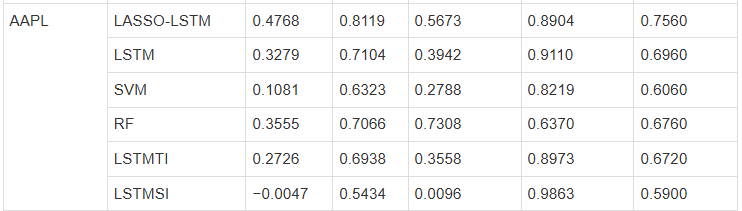 AAPL LASSO-LSTM 0.4768 0.8119 0.5673 0.8904 0.7560
LSTM 0.3279 0.7104 0.3942 0.9110 0.6960
SVM 0.1081 0.6323 0.2788 0.8219 0.6060
RF 0.3555 0.7066 0.7308 0.6370 0.6760
LSTMTI 0.2726 0.6938 0.3558 0.8973 0.6720
LSTMSI −0.0047 0.5434 0.0096 0.9863 0.5900